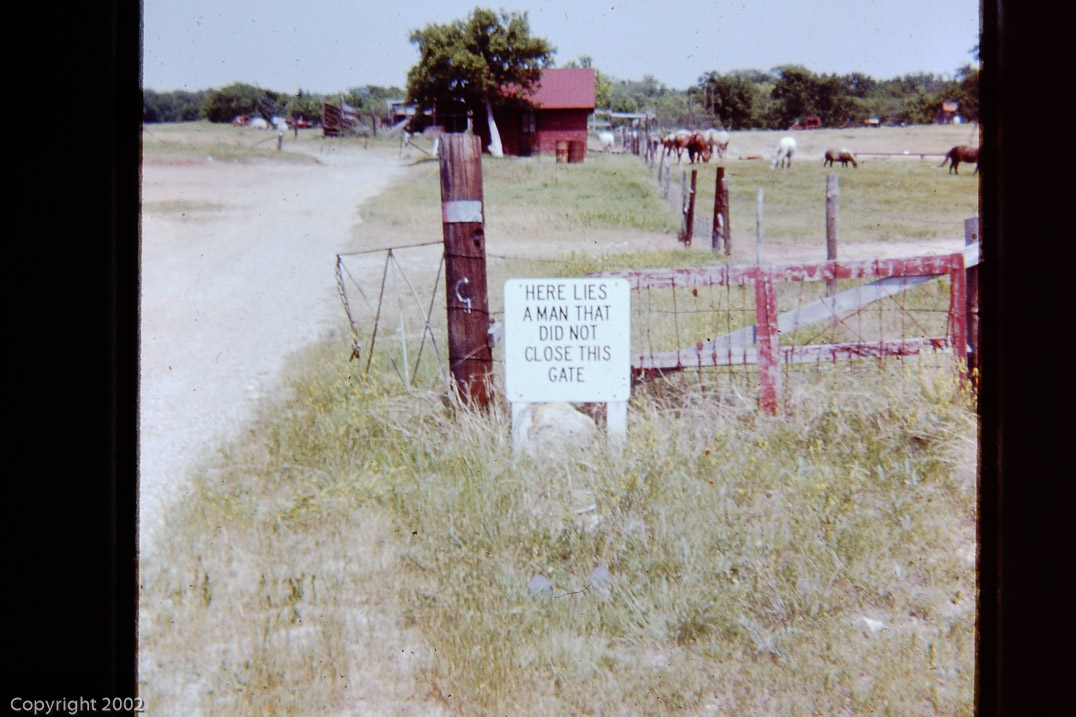 HERE LIES
A MAN THAT
DID NOT
CLOSE THIS
GATE
Copyright 2002